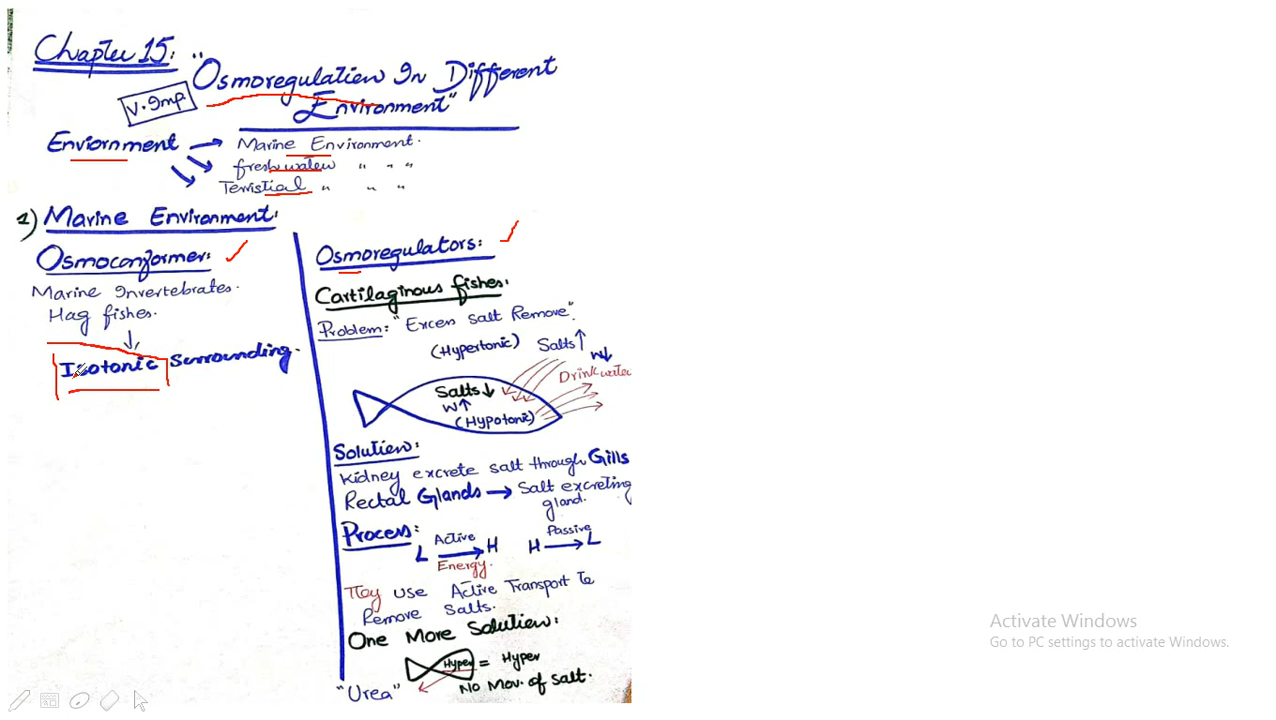 Chapter 15:
"Osmoregulation In Different
Environment"
V. Imp
Enviornment → Marine Environment.
freshwater " " "
Terristial " " "
1) Marine Environment:
Osmoconformer:
Marine Invertebrates.
Hag fishes.
↓
Isotonic Surrounding.
Osmoregulators:
Cartilaginous fishes:
Problem: "Excess Salt Remove".
(Hypertonic) Salts↑
W↓
Drink water
Salts↓
W↑
(Hypotonic)
Solution:
Kidney excrete salt through Gills
Rectal Glands → Salt excreting
gland.
Process:
L Active → H
Energy.
H Passive → L
They use Active Transport to
Remove Salts.
One More Solution:
Hyper = Hyper
No Mov. of Salt.
"Urea"
Activate Windows
Go to PC settings to activate Windows.